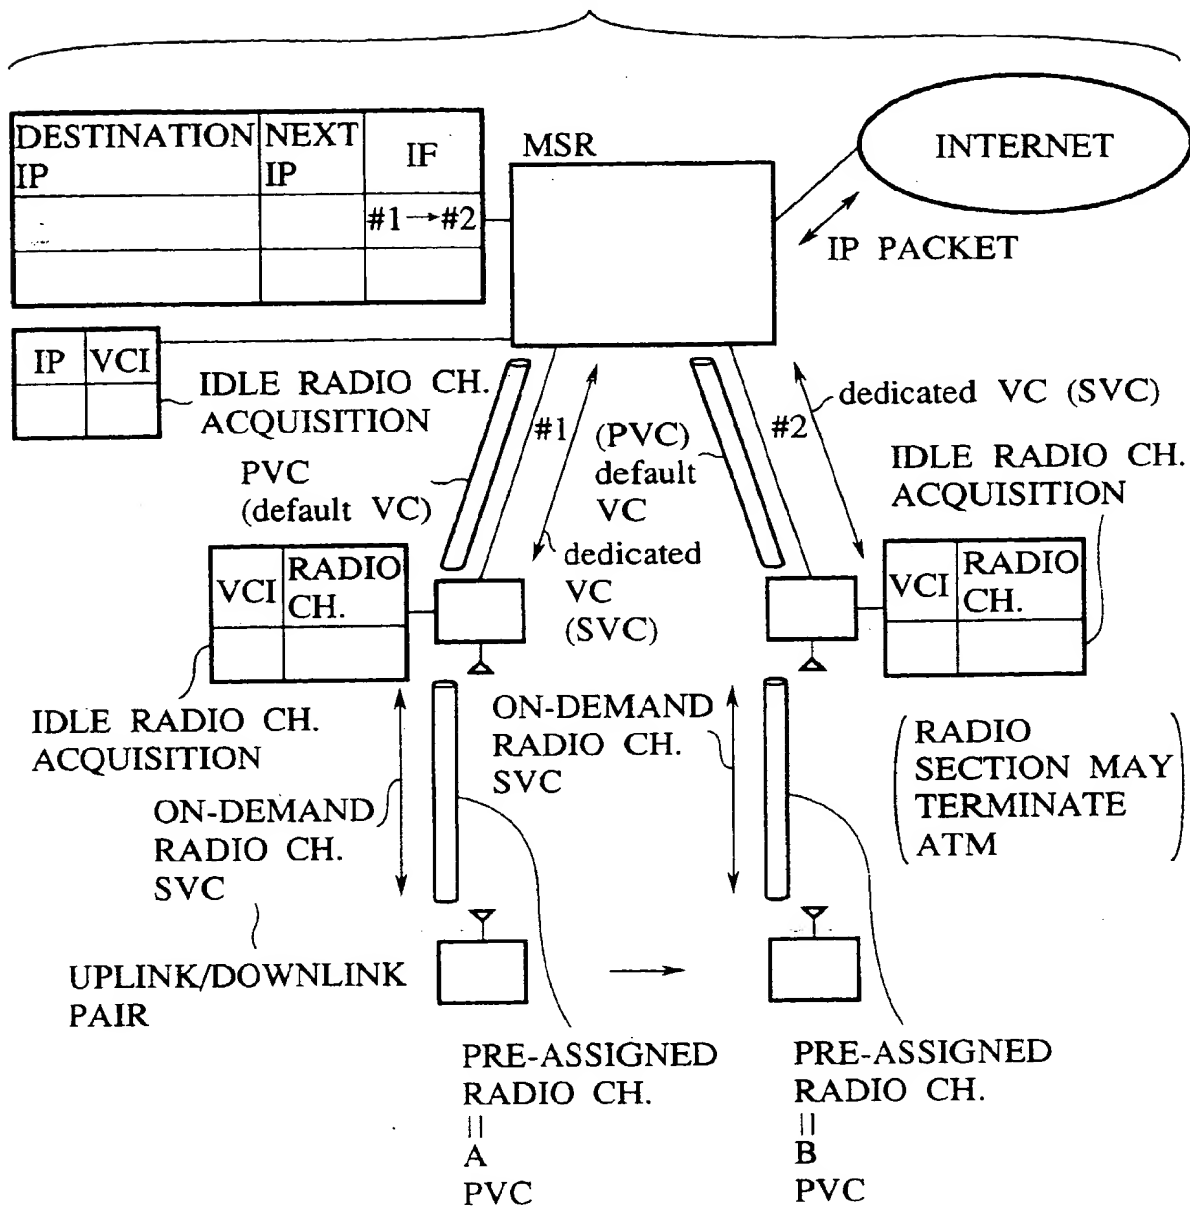 DESTINATION IP
NEXT IP
IF
#1→#2
MSR
INTERNET
IP PACKET
IP
VCI
IDLE RADIO CH.
ACQUISITION
PVC
(default VC)
#1
(PVC)
default
VC
#2
dedicated VC (SVC)
IDLE RADIO CH.
ACQUISITION
dedicated
VC
(SVC)
VCI
RADIO
CH.
VCI
RADIO
CH.
IDLE RADIO CH.
ACQUISITION
ON-DEMAND
RADIO CH.
SVC
ON-DEMAND
RADIO CH.
SVC
RADIO
SECTION MAY
TERMINATE
ATM
UPLINK/DOWNLINK
PAIR
PRE-ASSIGNED
RADIO CH.
=
A
PVC
PRE-ASSIGNED
RADIO CH.
=
B
PVC